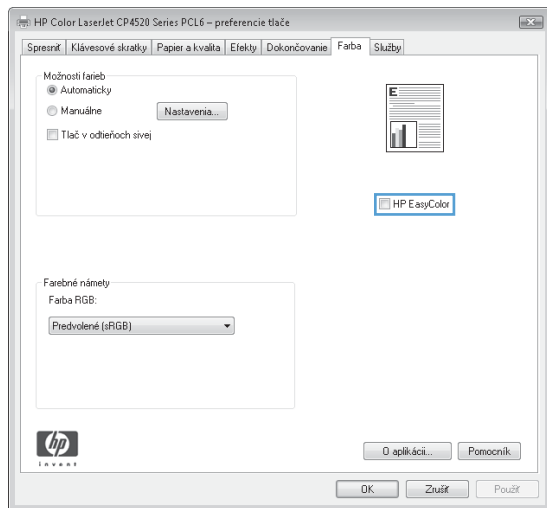 HP Color LaserJet CP4520 Series PCL6 – preferencie tlače
Spresniť Klávesové skratky Papier a kvalita Efekty Dokončovanie Farba Služby
Možnosti farieb
Automaticky
Manuálne Nastavenia...
Tlač v odtieňoch sivej
E
HP EasyColor
Farebné námety
Farba RGB:
Predvolené (sRGB)
hp
invent
O aplikácii... Pomocník
OK Zrušiť Použiť